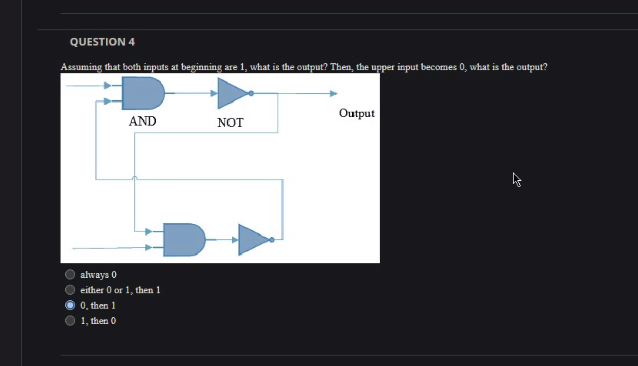 QUESTION 4
Assuming that both inputs at beginning are 1, what is the output? Then, the upper input becomes 0, what is the output?
Output
AND
NOT
always 0
either 0 or 1, then 1
0, then 1
1, then 0